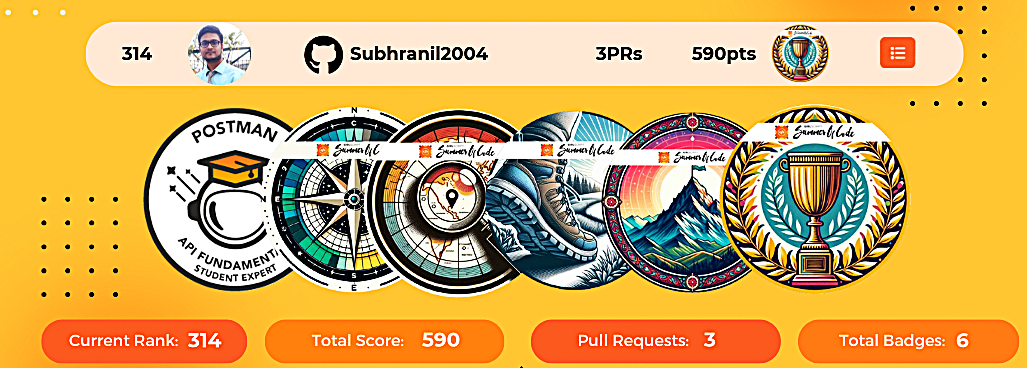 314 Subhranil2004 3PRs 590pts
POSTMAN
API FUNDAMENT
STUDENT EXPERT
N
C
S
E
Summer of C
Summer of Code
Summer of Code
Summer of Code
Summer of Code
Current Rank: 314 Total Score: 590 Pull Requests: 3 Total Badges: 6